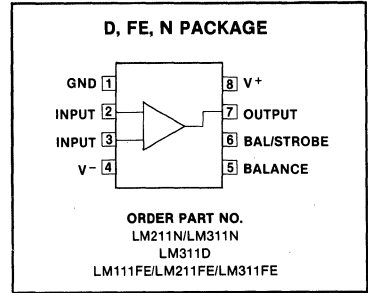 D, FE, N PACKAGE
GND 1
8 V+
INPUT 2
7 OUTPUT
INPUT 3
6 BAL/STROBE
V− 4
5 BALANCE
ORDER PART NO.
LM211N/LM311N
LM311D
LM111FE/LM211FE/LM311FE